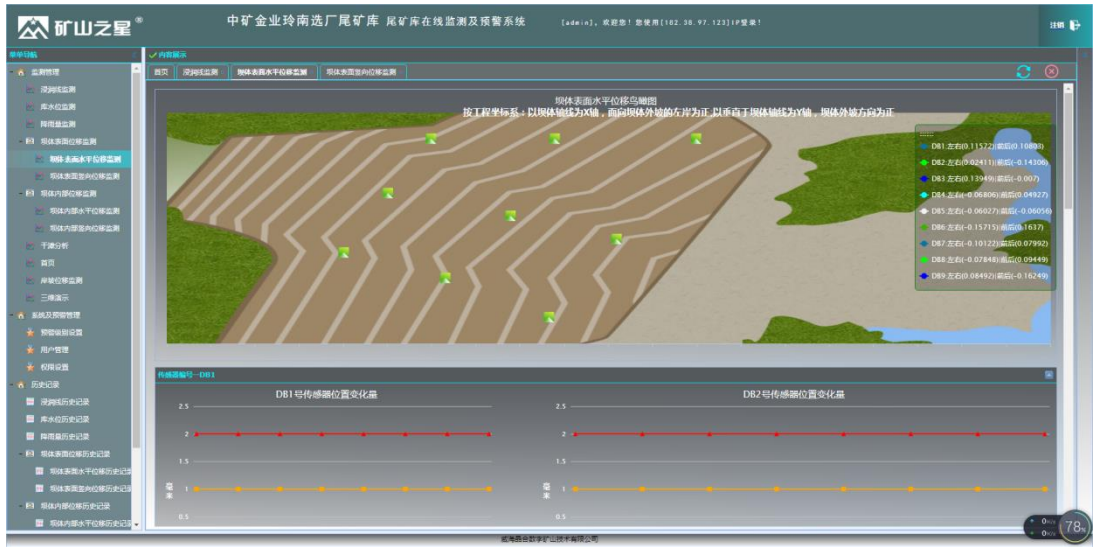 矿山之星®
中矿金业玲南选厂尾矿库 尾矿库在线监测及预警系统
[admin], 欢迎您! 您使用[182.38.97.123]IP登录!
注销
菜单导航
内容展示
监测管理
浸润线监测
库水位监测
降雨量监测
坝体表面位移监测
坝体表面水平位移监测
坝体表面竖向位移监测
坝体内部位移监测
坝体内部水平位移监测
坝体内部竖向位移监测
干滩分析
首页
岸坡位移监测
三维演示
系统及预警管理
预警级别设置
用户管理
权限设置
历史记录
浸润线历史记录
库水位历史记录
降雨量历史记录
坝体表面位移历史记录
坝体表面水平位移历史记录
坝体表面竖向位移历史记录
坝体内部位移历史记录
坝体内部水平位移历史记录
首页 浸润线监测 坝体表面水平位移监测 坝体表面竖向位移监测
坝体表面水平位移鸟瞰图
按工程坐标系:以坝体轴线为X轴,面向坝体外坡的左岸为正,以垂直于坝体轴线为Y轴,坝体外坡方向为正
DB1:左右(0.11572)|前后(0.10808)
DB2:左右(0.02411)|前后(-0.14306)
DB3:左右(0.13949)|前后(-0.007)
DB4:左右(-0.06806)|前后(0.04927)
DB5:左右(-0.06027)|前后(-0.06056)
DB6:左右(-0.15715)|前后(0.1637)
DB7:左右(-0.10122)|前后(0.07992)
DB8:左右(-0.07848)|前后(0.09449)
DB9:左右(0.08492)|前后(-0.16249)
传感器编号--DB1
DB1号传感器位置变化量
2.5
2
1.5
1
0.5
毫米
DB2号传感器位置变化量
2.5
2
1.5
1
0.5
毫米
0K/s
0K/s
78%
威海晶合数字矿山技术有限公司